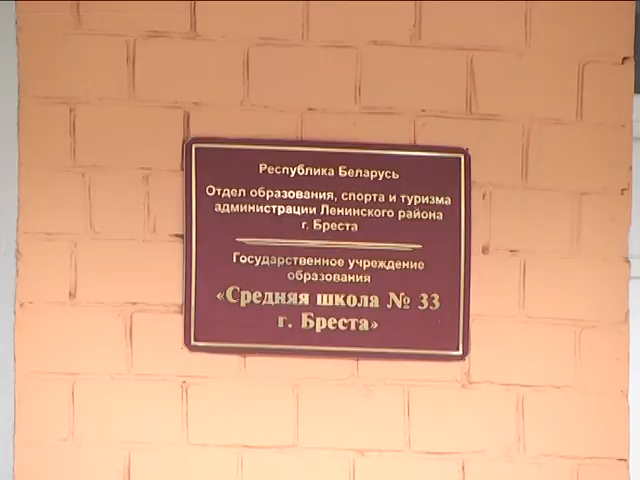 Республика Беларусь
Отдел образования, спорта и туризма
администрации Ленинского района
г. Бреста
Государственное учреждение
образования
«Средняя школа № 33
г. Бреста»